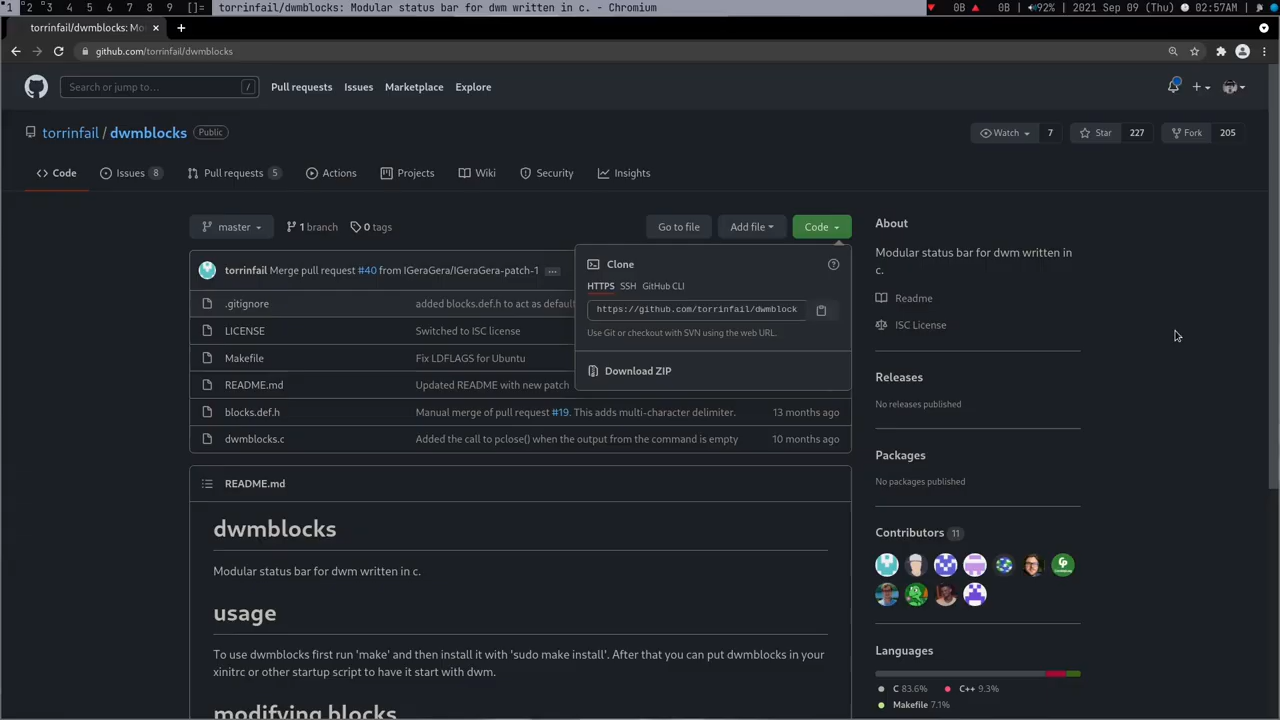 1 2 3 4 5 6 7 8 9 []= torrinfail/dwmblocks: Modular status bar for dwm written in c. - Chromium 0B 0B 92% 2021 Sep 09 (Thu) 02:57AM
torrinfail/dwmblocks: Mo
github.com/torrinfail/dwmblocks
Search or jump to… /
Pull requests
Issues
Marketplace
Explore
torrinfail / dwmblocks Public
Watch 7
Star 227
Fork 205
Code
Issues 8
Pull requests 5
Actions
Projects
Wiki
Security
Insights
master
1 branch
0 tags
Go to file
Add file
Code
torrinfail Merge pull request #40 from IGeraGera/IGeraGera-patch-1 ...
.gitignore added blocks.def.h to act as default
LICENSE Switched to ISC license
Makefile Fix LDFLAGS for Ubuntu
README.md Updated README with new patch
blocks.def.h Manual merge of pull request #19. This adds multi-character delimiter. 13 months ago
dwmblocks.c Added the call to pclose() when the output from the command is empty 10 months ago
Clone
HTTPS SSH GitHub CLI
https://github.com/torrinfail/dwmblock
Use Git or checkout with SVN using the web URL.
Download ZIP
README.md
dwmblocks
Modular status bar for dwm written in c.
usage
To use dwmblocks first run 'make' and then install it with 'sudo make install'. After that you can put dwmblocks in your
xinitrc or other startup script to have it start with dwm.
modifying blocks
About
Modular status bar for dwm written in
c.
Readme
ISC License
Releases
No releases published
Packages
No packages published
Contributors 11
Languages
C 83.6%
C++ 9.3%
Makefile 7.1%